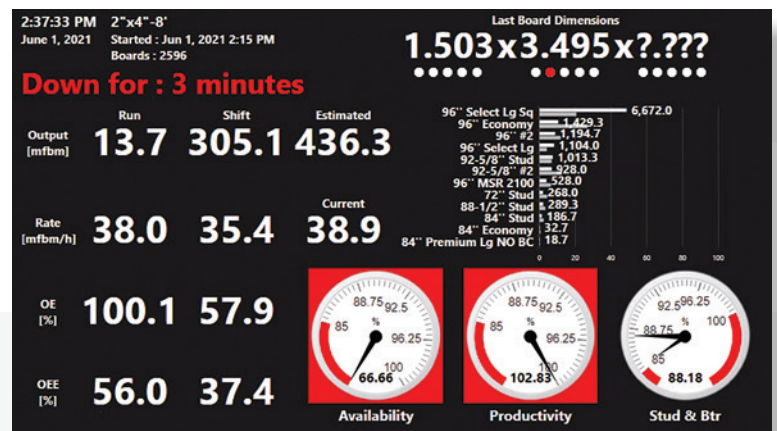 2:37:33 PM 2"x4"-8'
June 1, 2021 Started : Jun 1, 2021 2:15 PM
Boards : 2596
Down for : 3 minutes
Last Board Dimensions
1.503 x 3.495 x ?.???
Run Shift Estimated
Output [mfbm] 13.7 305.1 436.3
Current
Rate [mfbm/h] 38.0 35.4 38.9
OE [%] 100.1 57.9
OEE [%] 56.0 37.4
96'' Select Lg Sq 6,672.0
96'' Economy 1,429.3
96'' #2 1,194.7
96'' Select Lg 1,104.0
92-5/8'' Stud 1,013.3
92-5/8'' #2 928.0
96'' MSR 2100 528.0
72'' Stud 268.0
88-1/2'' Stud 289.3
84'' Stud 186.7
84'' Economy 32.7
84'' Premium Lg NO BC 18.7
0 20 40 60 80 100
85 88.75 92.5 96.25 100
%
66.66
Availability
85 88.75 92.5 96.25 100
%
102.83
Productivity
85 88.75 92.5 96.25 100
%
88.18
Stud & Btr